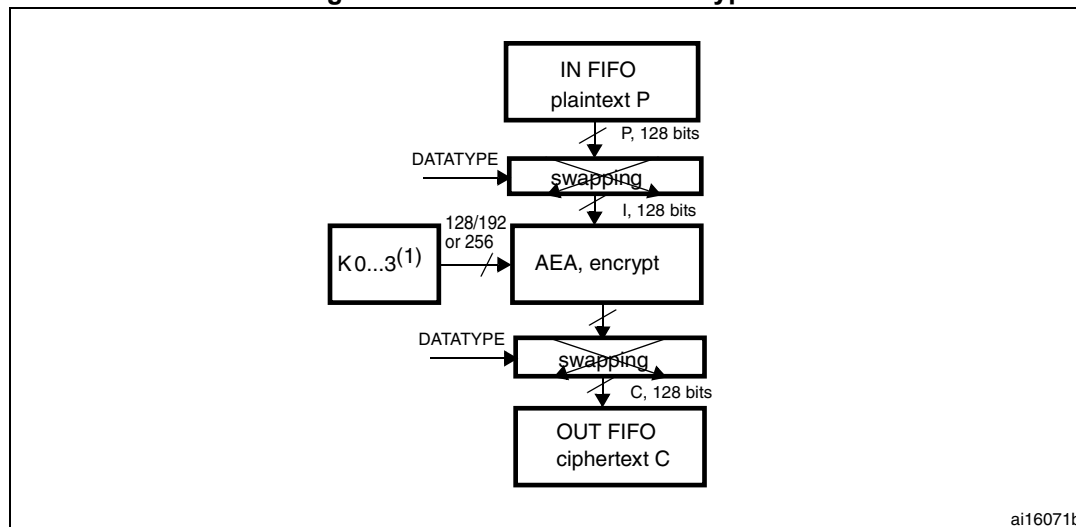 IN FIFO
plaintext P
P, 128 bits
DATATYPE
swapping
I, 128 bits
128/192
or 256
K 0...3(1)
AEA, encrypt
DATATYPE
swapping
C, 128 bits
OUT FIFO
ciphertext C
ai16071b